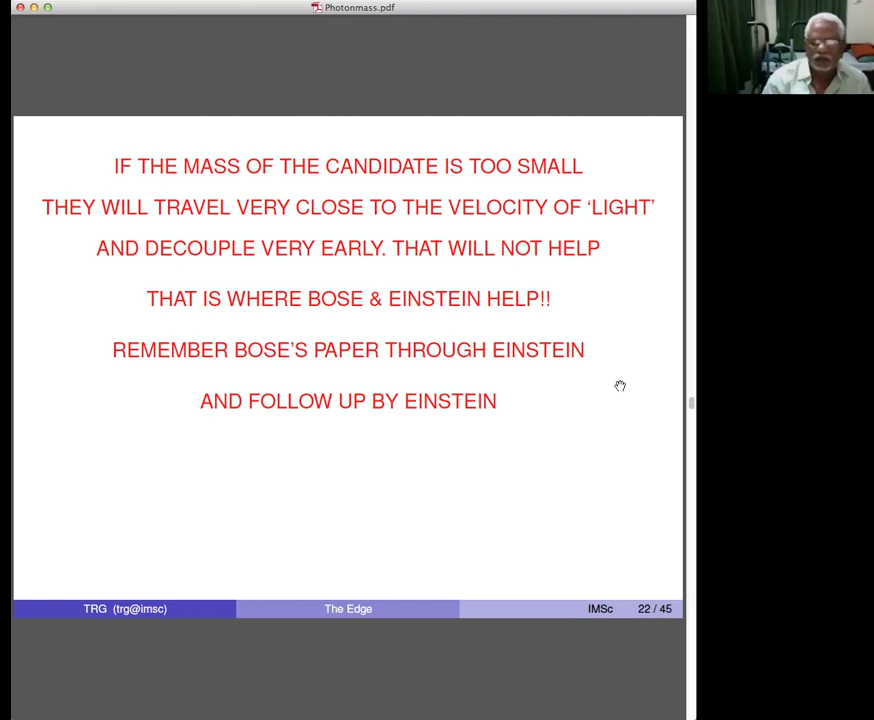 Photonmass.pdf
IF THE MASS OF THE CANDIDATE IS TOO SMALL
THEY WILL TRAVEL VERY CLOSE TO THE VELOCITY OF ‘LIGHT’
AND DECOUPLE VERY EARLY. THAT WILL NOT HELP
THAT IS WHERE BOSE & EINSTEIN HELP!!
REMEMBER BOSE’S PAPER THROUGH EINSTEIN
AND FOLLOW UP BY EINSTEIN
TRG (trg@imsc) The Edge IMSc 22 / 45